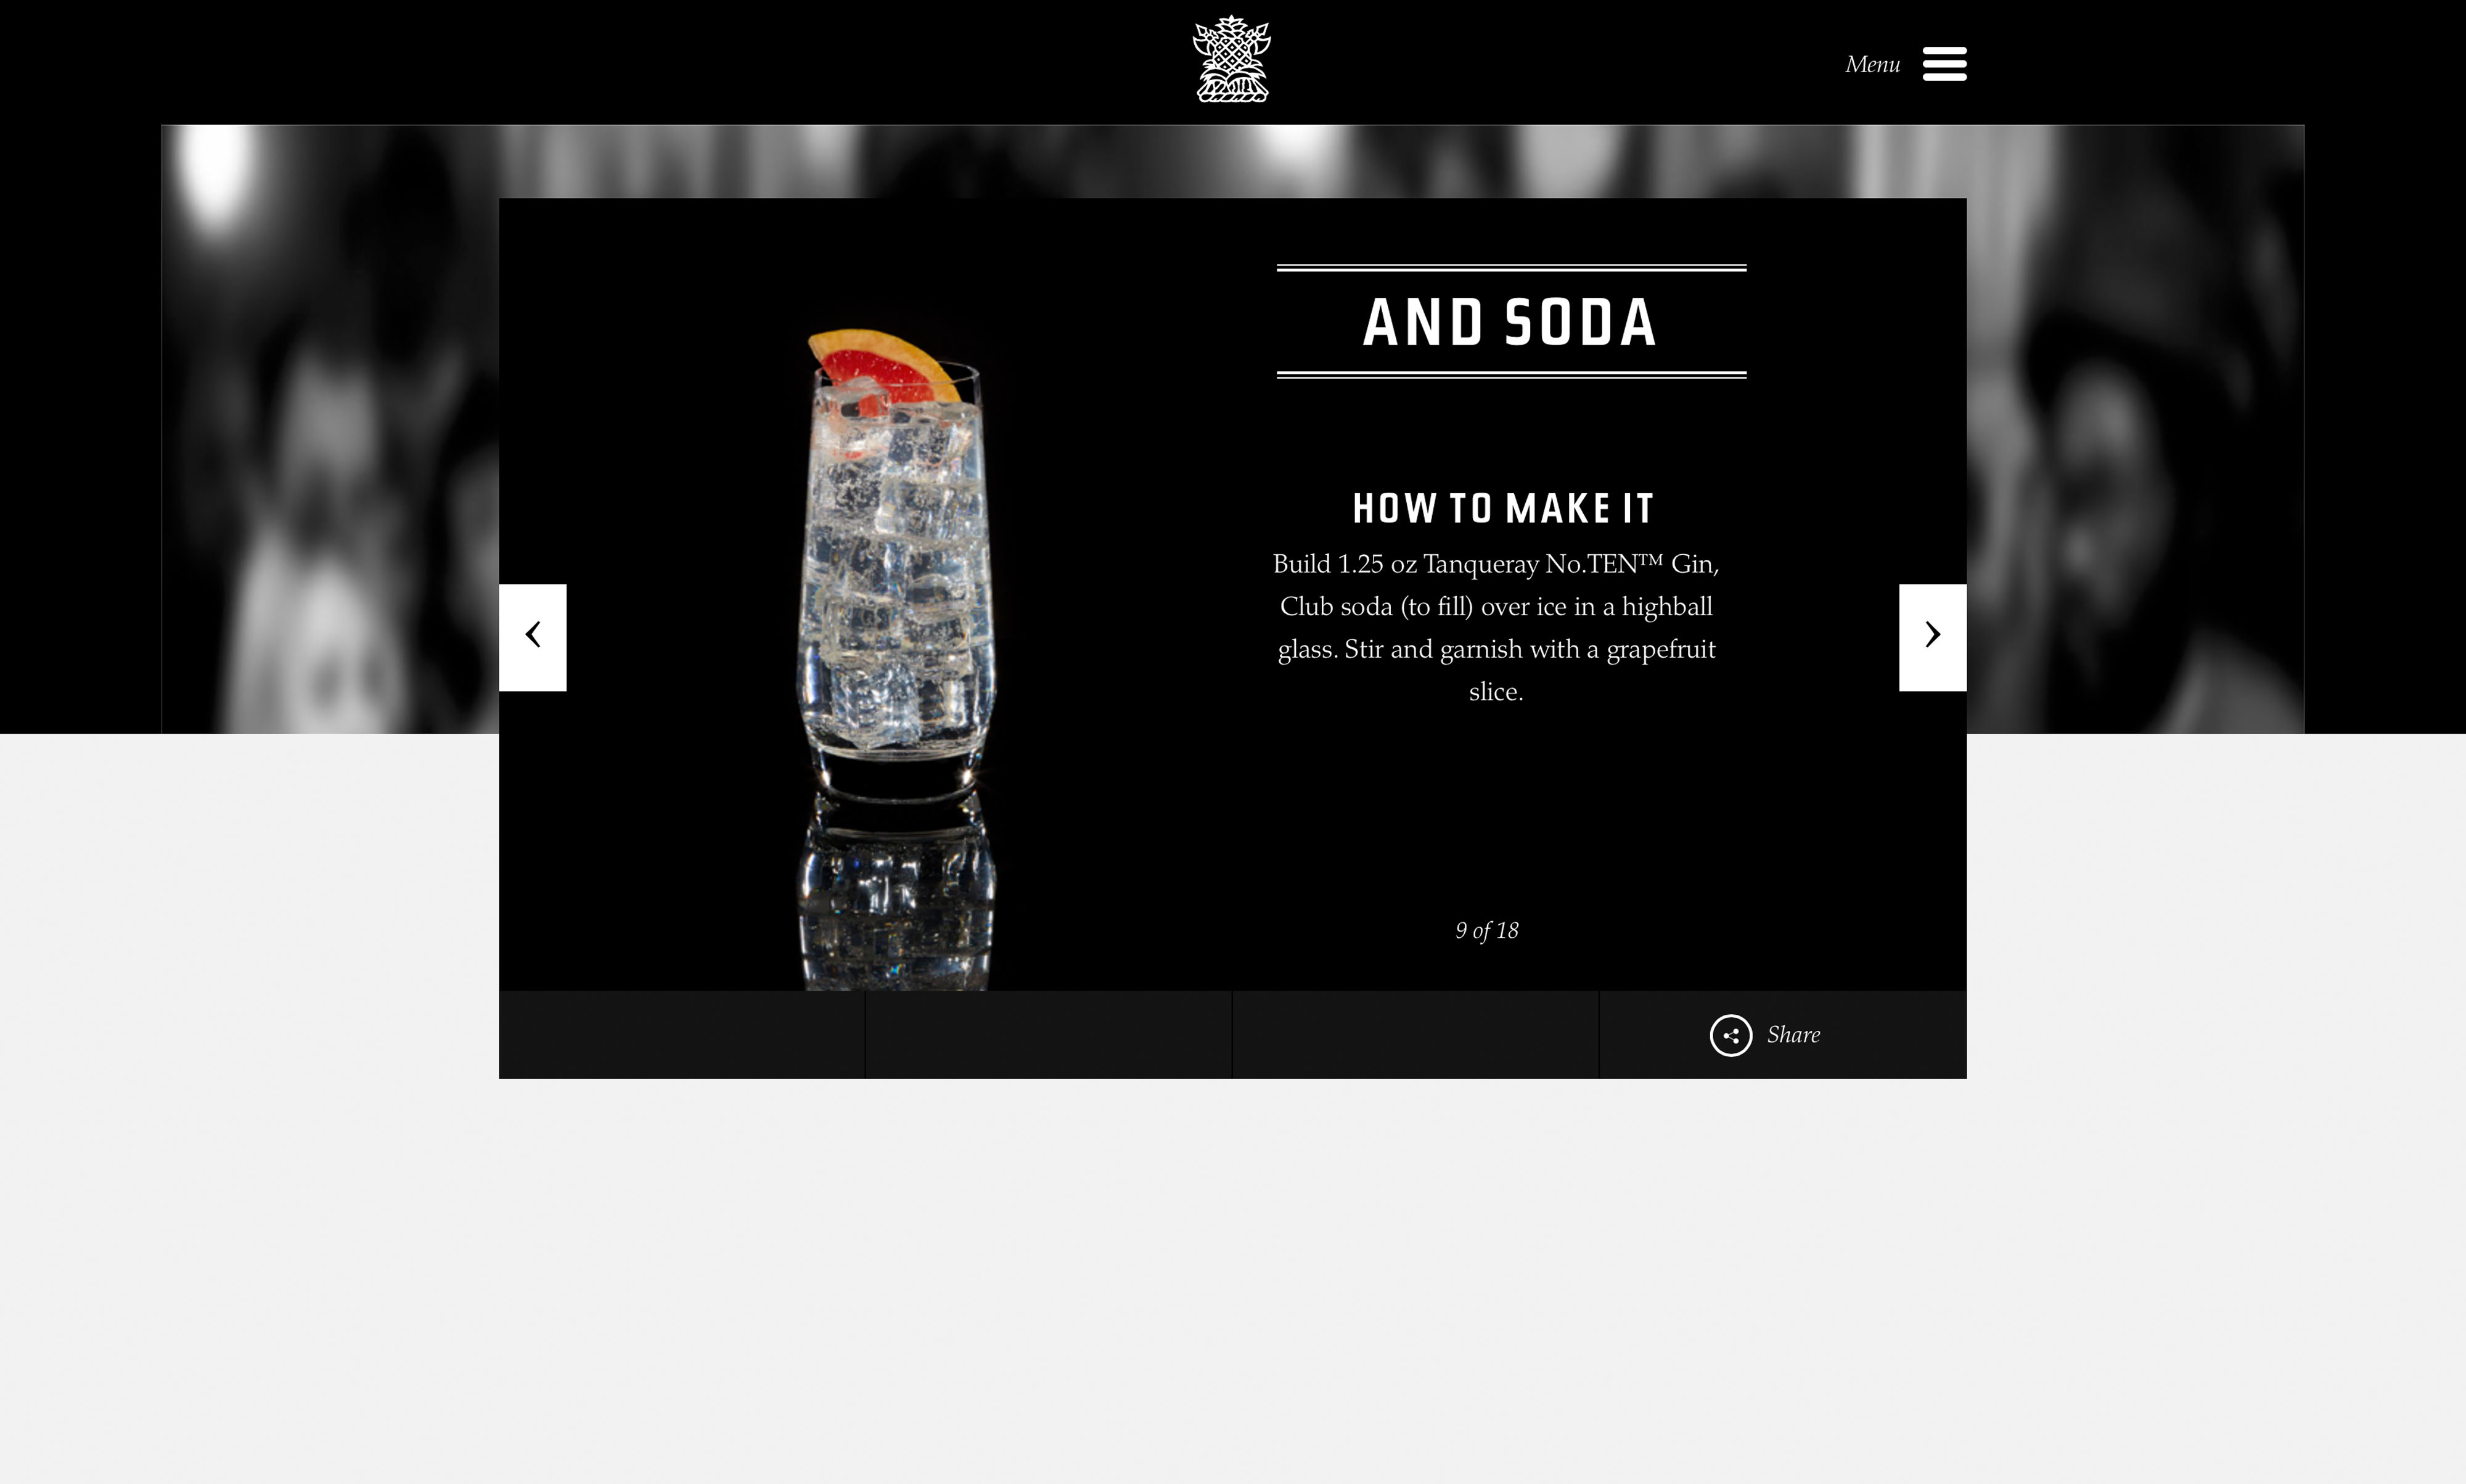 Menu
AND SODA
HOW TO MAKE IT
Build 1.25 oz Tanqueray No.TEN™ Gin,
Club soda (to fill) over ice in a highball
glass. Stir and garnish with a grapefruit
slice.
9 of 18
Share